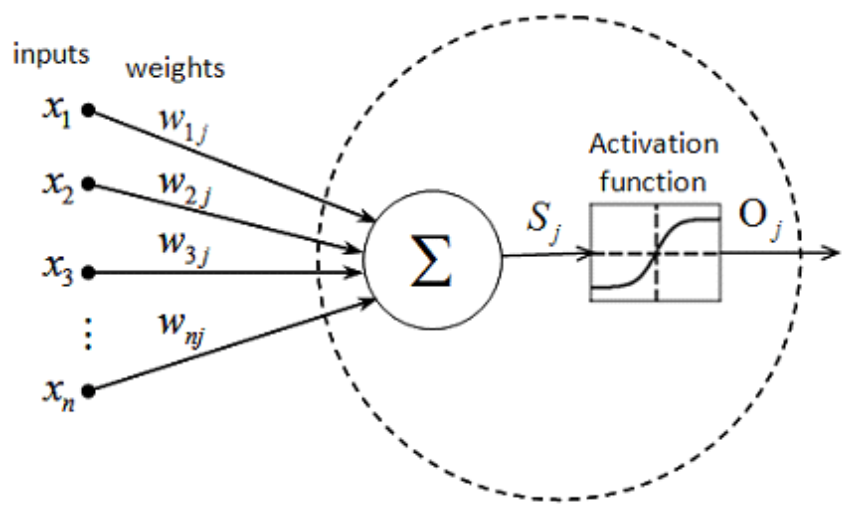 inputs
weights
x₁
w₁ⱼ
x₂
w₂ⱼ
x₃
w₃ⱼ
⋮
wₙⱼ
xₙ
Σ
Sⱼ
Activation
function
Oⱼ